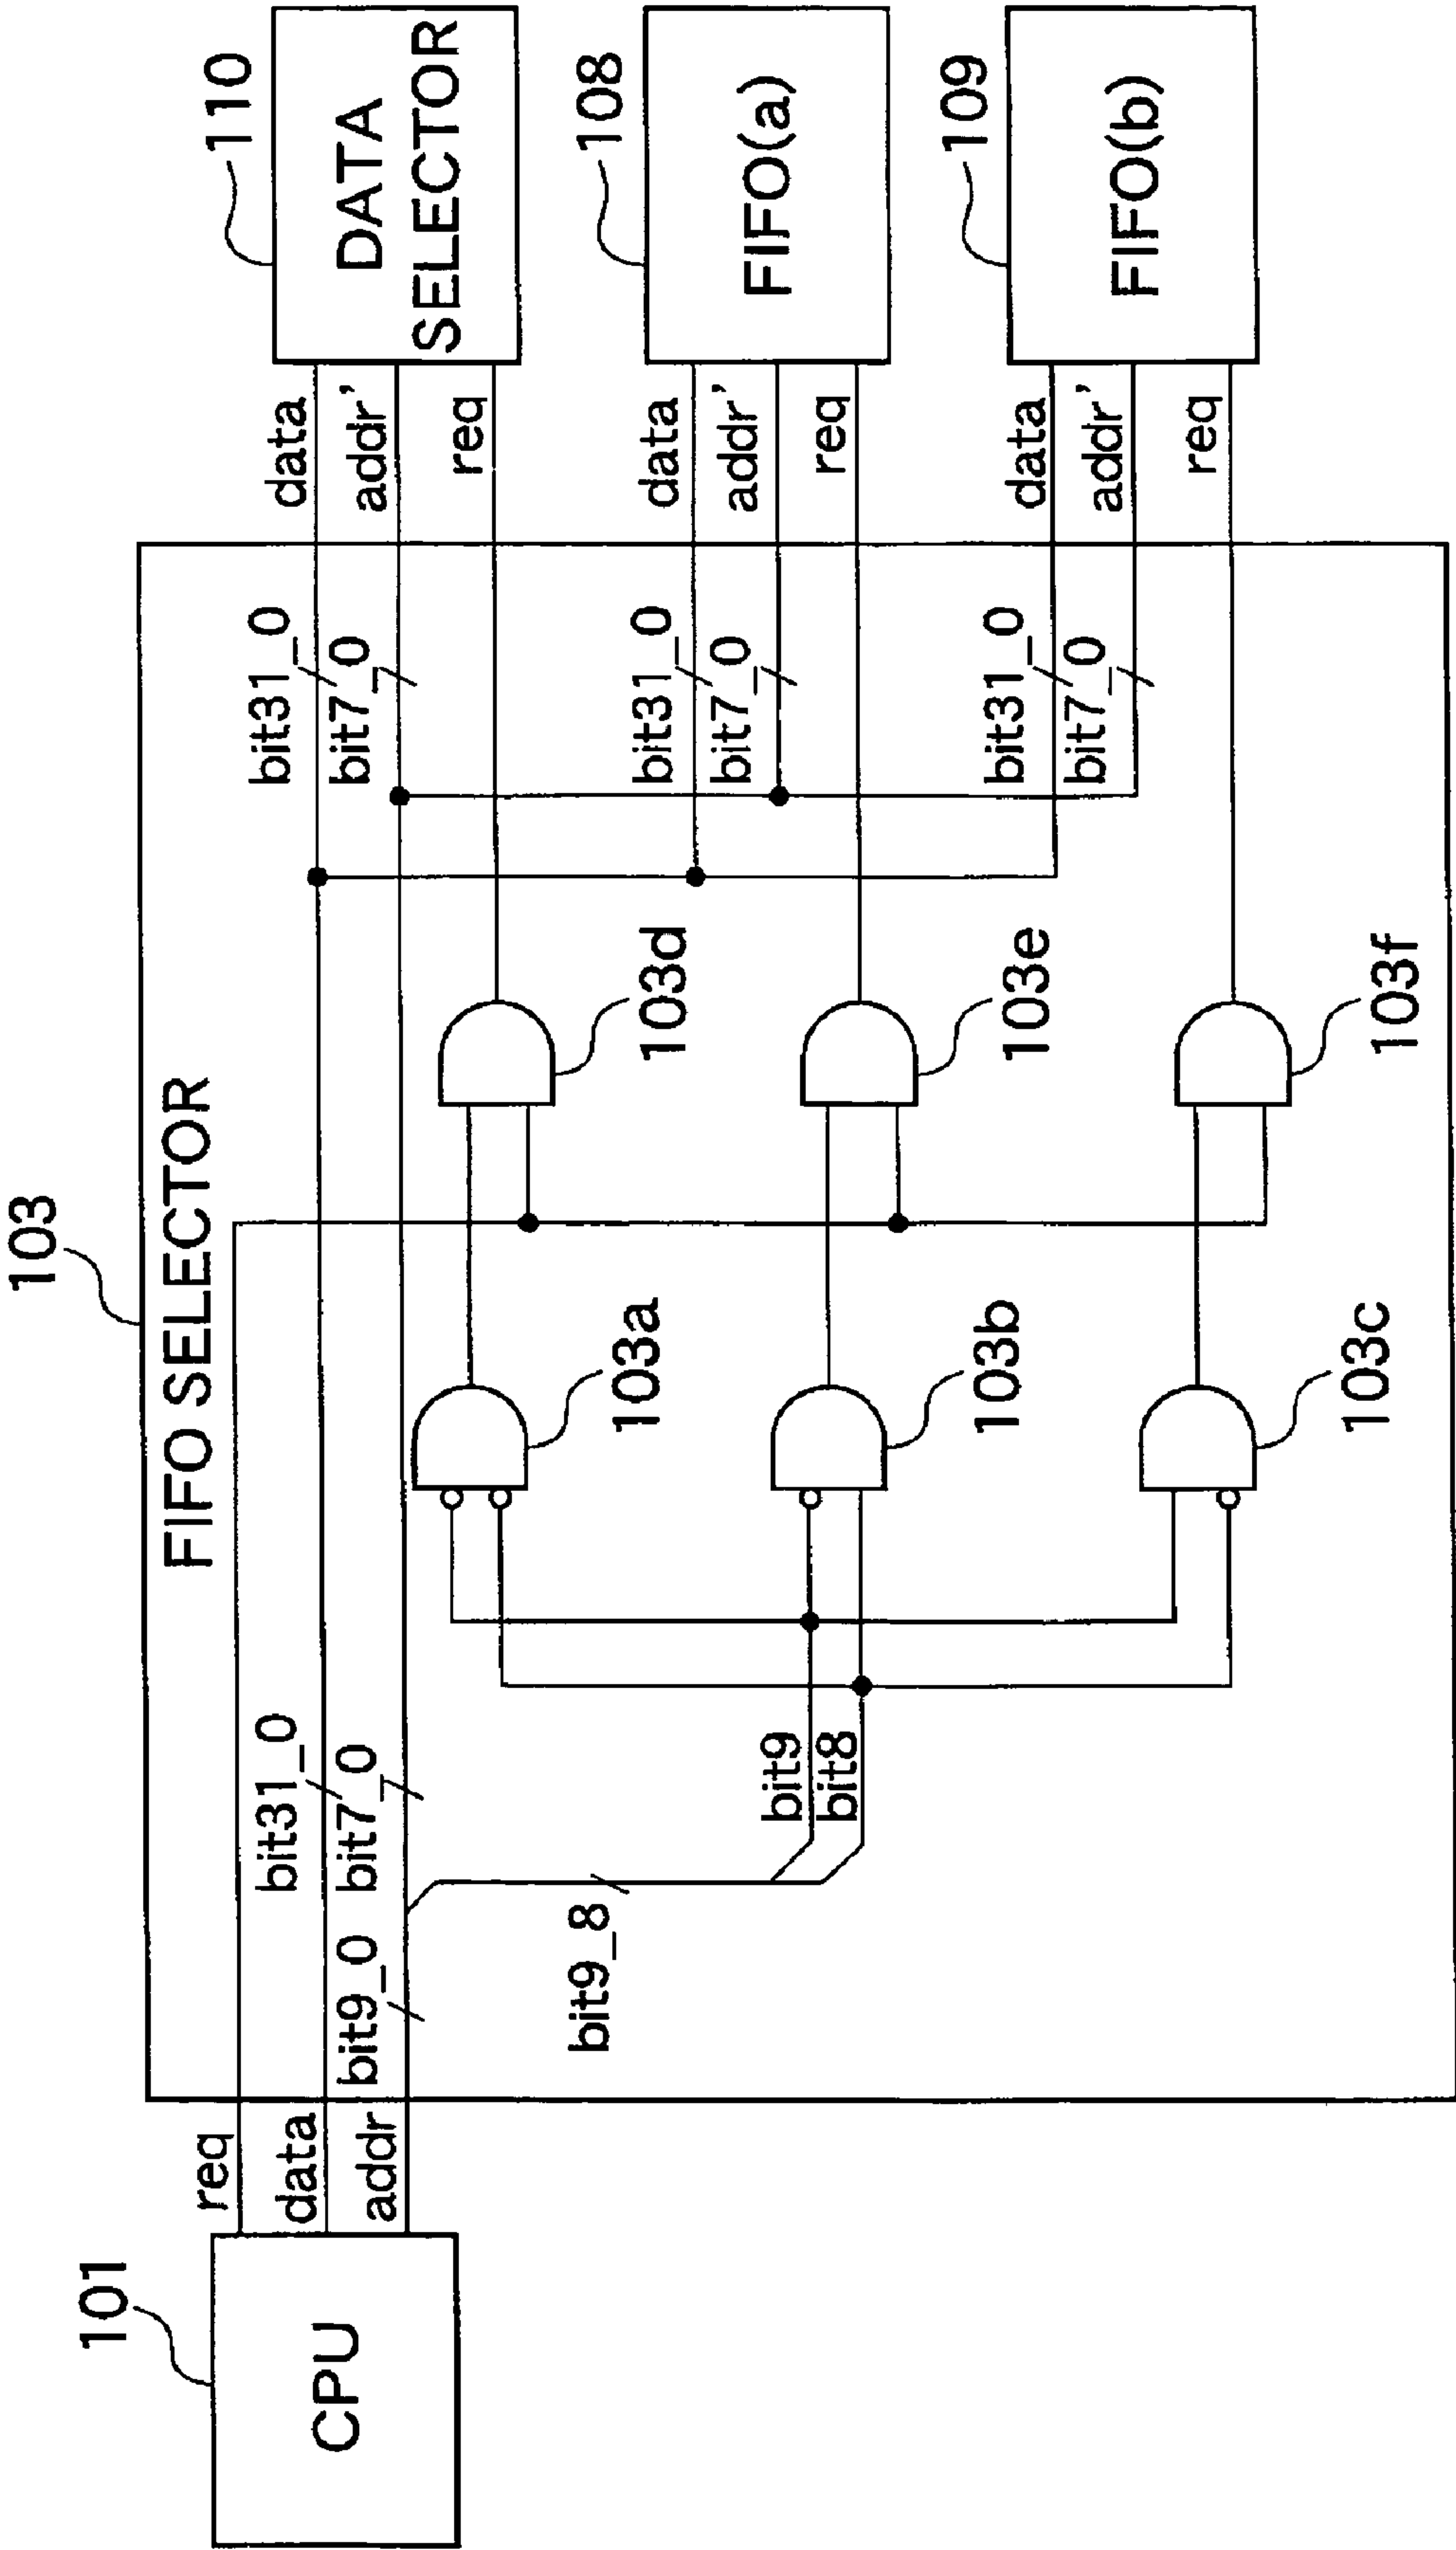 103
FIFO SELECTOR
101
CPU
req
data
addr
bit31_0
bit9_0
bit7_0
bit9_8
bit9
bit8
103a
103b
103c
103d
103e
103f
bit31_0
bit7_0
data
addr'
req
110
DATA
SELECTOR
bit31_0
bit7_0
data
addr'
req
108
FIFO(a)
bit31_0
bit7_0
data
addr'
req
109
FIFO(b)